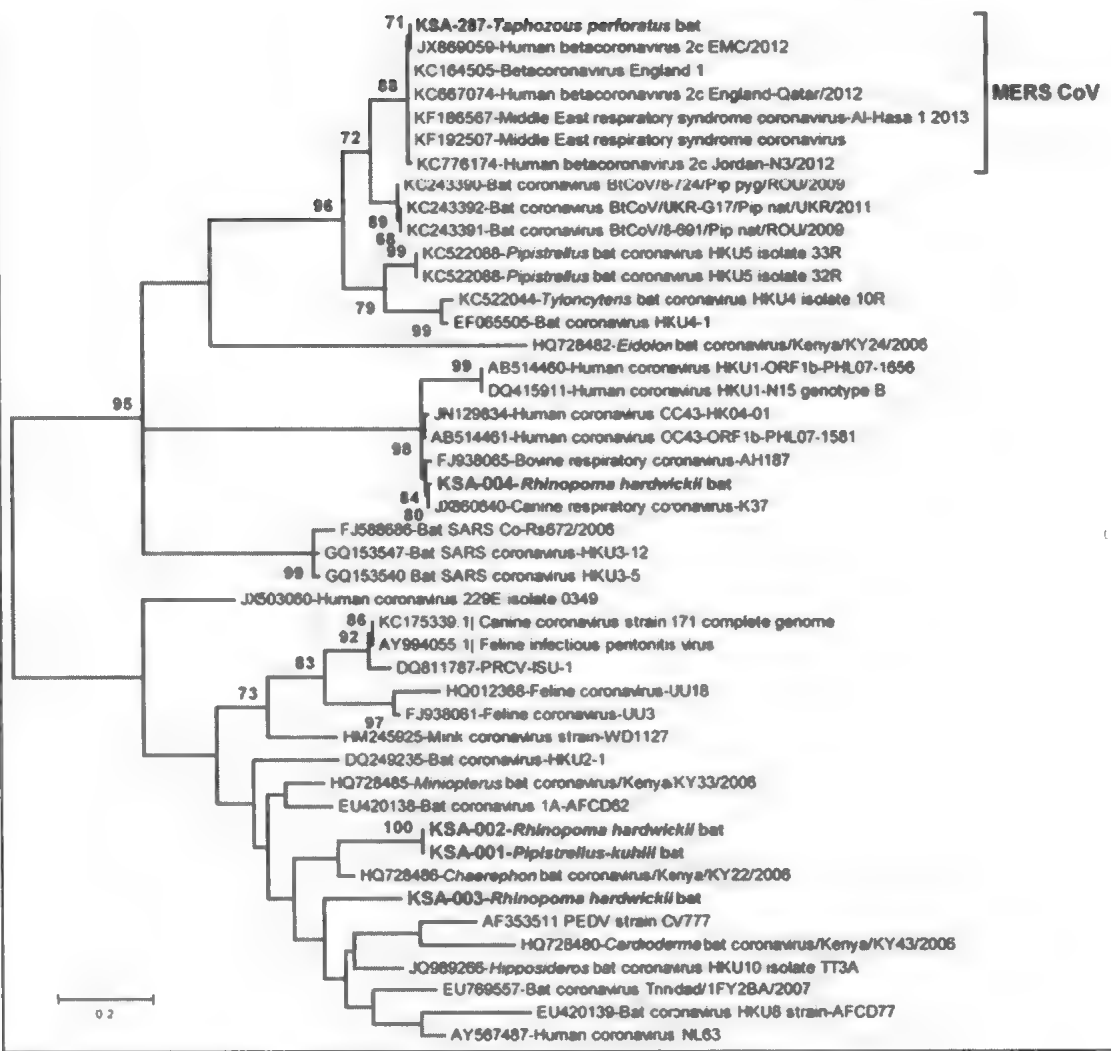 71 KSA-287-Taphozous perforatus bat
JX869059-Human betacoronavirus 2c EMC/2012
KC164505-Betacoronavirus England 1
88 KC667074-Human betacoronavirus 2c England-Qatar/2012
MERS CoV
KF186567-Middle East respiratory syndrome coronavirus-Al-Hasa 1 2013
KF192507-Middle East respiratory syndrome coronavirus
72 KC776174-Human betacoronavirus 2c Jordan-N3/2012
KC243390-Bat coronavirus BtCoV/8-724/Pip pyg/ROU/2009
96 KC243392-Bat coronavirus BtCoV/UKR-G17/Pip nat/UKR/2011
89 KC243391-Bat coronavirus BtCoV/8-691/Pip nat/ROU/2009
68
99 KC522088-Pipistrellus bat coronavirus HKU5 isolate 33R
KC522088-Pipistrellus bat coronavirus HKU5 isolate 32R
79 KC522044-Tyloncytens bat coronavirus HKU4 isolate 10R
99 EF065505-Bat coronavirus HKU4-1
HQ728482-Eidolon bat coronavirus/Kenya/KY24/2006
99 AB514460-Human coronavirus HKU1-ORF1b-PHL07-1656
DQ415911-Human coronavirus HKU1-N15 genotype B
95 JN129834-Human coronavirus CC43-HK04-01
AB514461-Human coronavirus CC43-ORF1b-PHL07-1581
98 FJ938065-Bovine respiratory coronavirus-AH187
KSA-004-Rhinopoma hardwickii bat
84
80 JX860640-Canine respiratory coronavirus-K37
FJ588686-Bat SARS Co-Rs672/2006
GQ153547-Bat SARS coronavirus-HKU3-12
99 GQ153540 Bat SARS coronavirus HKU3-5
JX503060-Human coronavirus 229E isolate 0349
86 KC175339.1| Canine coronavirus strain 171 complete genome
92 AY994055.1| Feline infectious peritonitis virus
83 DQ811787-PRCV-ISU-1
73 HQ012368-Feline coronavirus-UU18
97 FJ938061-Feline coronavirus-UU3
HM245925-Mink coronavirus strain-WD1127
DQ249235-Bat coronavirus-HKU2-1
HQ728485-Miniopterus bat coronavirus/Kenya/KY33/2006
EU420138-Bat coronavirus 1A-AFCD62
100 KSA-002-Rhinopoma hardwickii bat
KSA-001-Pipistrellus-kuhlii bat
HQ728486-Chaerephon bat coronavirus/Kenya/KY22/2006
KSA-003-Rhinopoma hardwickii bat
AF353511 PEDV strain CV777
HQ728480-Cardioderma bat coronavirus/Kenya/KY43/2006
JQ989266-Hipposideros bat coronavirus HKU10 isolate TT3A
EU769557-Bat coronavirus Trinidad/1FY2BA/2007
0.2
EU420139-Bat coronavirus HKU8 strain-AFCD77
AY567487-Human coronavirus NL63